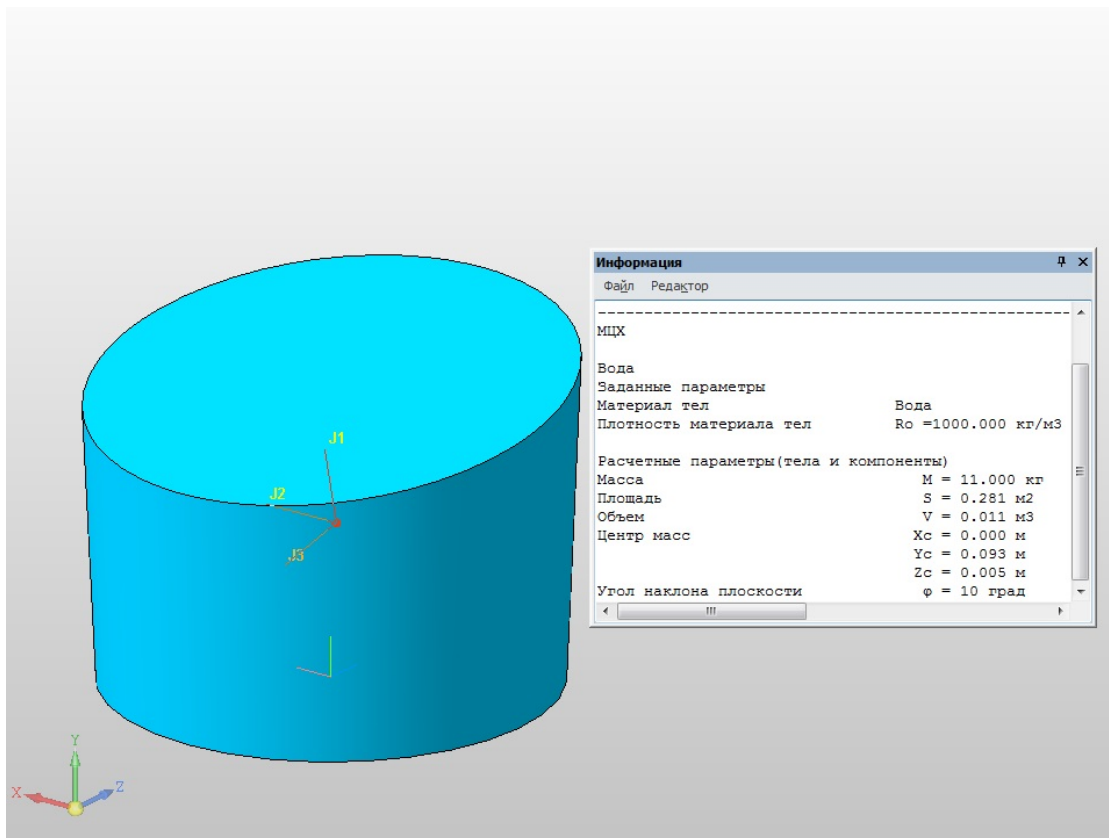 J1
J2
J3
Y
X
Z
Информация
Файл Редактор
------------------------------------------------------
МЦХ
Вода
Заданные параметры
Материал тел Вода
Плотность материала тел Ro =1000.000 кг/м3
Расчетные параметры(тела и компоненты)
Масса M = 11.000 кг
Площадь S = 0.281 м2
Объем V = 0.011 м3
Центр масс Xc = 0.000 м
Yc = 0.093 м
Zc = 0.005 м
Угол наклона плоскости φ = 10 град